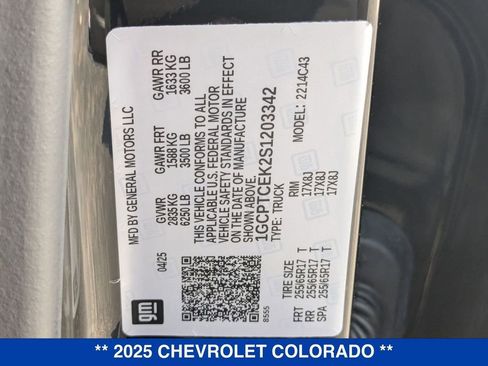 MFD BY GENERAL MOTORS LLC
04/25
gm
GVWR GAWR FRT GAWR RR
2835 KG 1588 KG 1633 KG
6250 LB 3500 LB 3600 LB
THIS VEHICLE CONFORMS TO ALL
APPLICABLE U.S. FEDERAL MOTOR
VEHICLE SAFETY STANDARDS IN EFFECT
ON THE DATE OF MANUFACTURE
1GCPTCEK2S1203342
TYPE: TRUCK MODEL: 2214C43
8555
TIRE SIZE RIM
FRT 255/65R17 T 17X8J
RR 255/65R17 T 17X8J
SPA 255/65R17 T 17X8J
** 2025 CHEVROLET COLORADO **